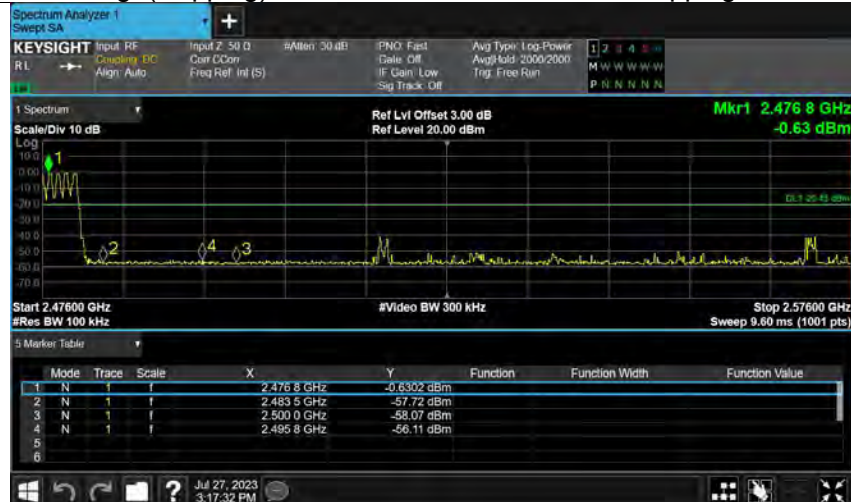 Spectrum Analyzer 1
Swept SA
+
KEYSIGHT Input: RF Input Z: 50 Ω #Atten: 30 dB PNO: Fast Avg Type: Log-Power 1 2 3 4 5 6
RL Coupling: DC Corr CCorr Gate: Off Avg|Hold: 2000/2000 M W W W W W
Align: Auto Freq Ref: Int (S) IF Gain: Low Trig: Free Run
Sig Track: Off P N N N N N
1 Spectrum Ref Lvl Offset 3.00 dB Mkr1 2.476 8 GHz
Scale/Div 10 dB Ref Level 20.00 dBm -0.63 dBm
Log
10.0 1
0.00
-10.0
-20.0
-30.0
-40.0
-50.0 2 4 3
-60.0
-70.0
Start 2.47600 GHz #Video BW 300 kHz Stop 2.57600 GHz
#Res BW 100 kHz Sweep 9.60 ms (1001 pts)
5 Marker Table
Mode Trace Scale X Y Function Function Width Function Value
1 N 1 f 2.476 8 GHz -0.6302 dBm
2 N 1 f 2.483 5 GHz -57.72 dBm
3 N 1 f 2.500 0 GHz -58.07 dBm
4 N 1 f 2.495 8 GHz -56.11 dBm
5
6
? Jul 27, 2023
3:17:32 PM